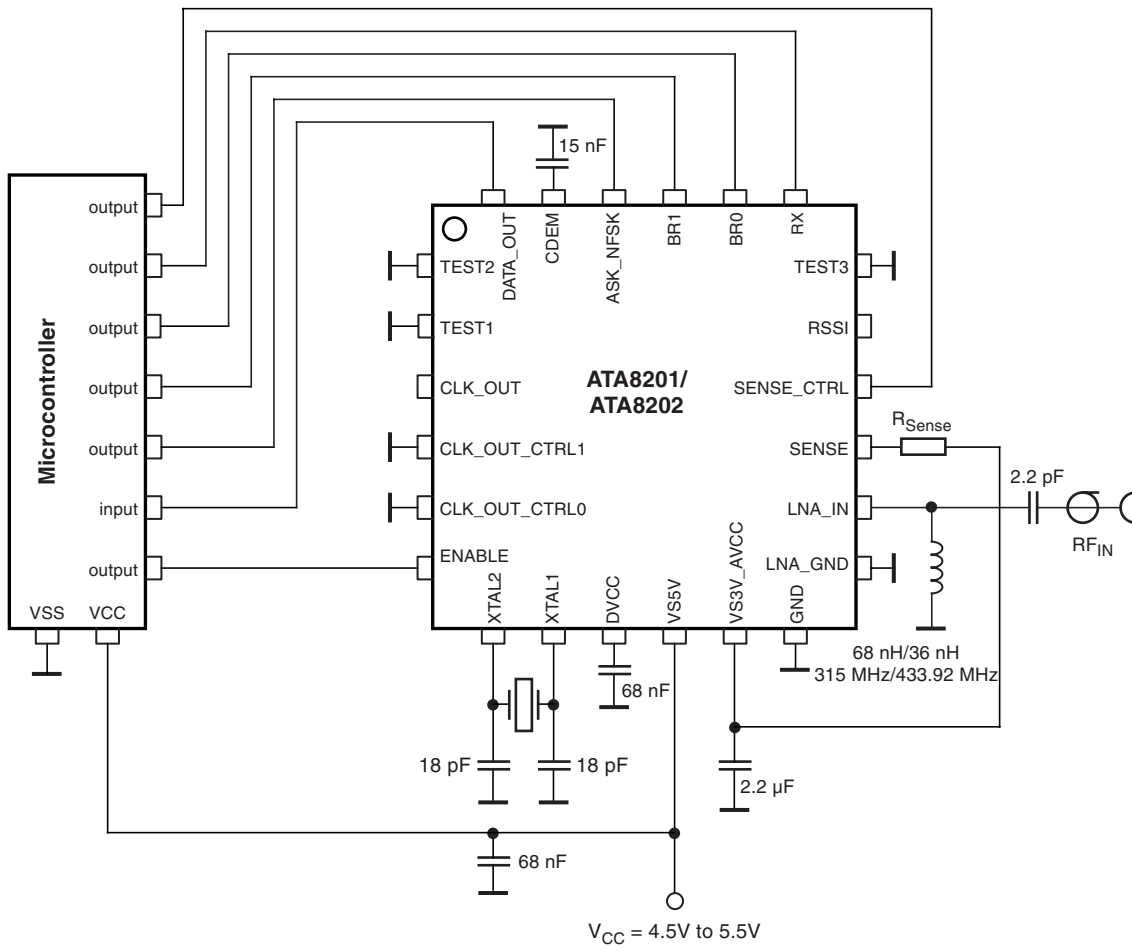 15 nF
output
output
output
output
output
input
output
Microcontroller
VSS
VCC
DATA_OUT
CDEM
ASK_NFSK
BR1
BR0
RX
TEST2
TEST1
CLK_OUT
CLK_OUT_CTRL1
CLK_OUT_CTRL0
ENABLE
ATA8201/
ATA8202
TEST3
RSSI
SENSE_CTRL
SENSE
LNA_IN
LNA_GND
XTAL2
XTAL1
DVCC
VS5V
VS3V_AVCC
GND
RSense
2.2 pF
RFIN
68 nH/36 nH
315 MHz/433.92 MHz
68 nF
18 pF
18 pF
2.2 µF
68 nF
VCC = 4.5V to 5.5V